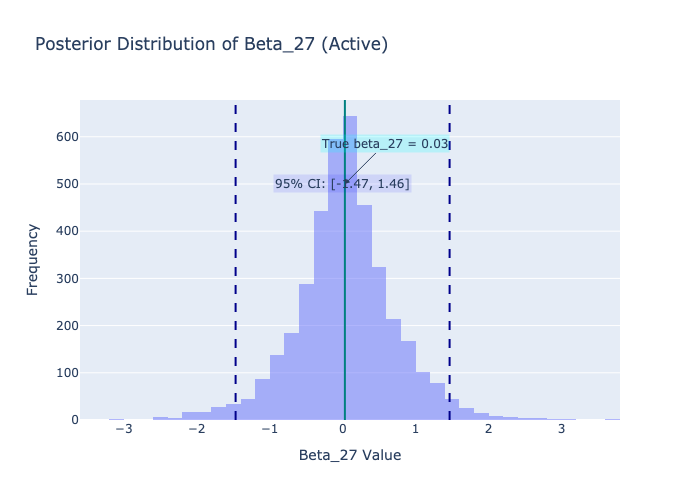 Posterior Distribution of Beta_27 (Active)
600
500
400
300
200
100
0
Frequency
True beta_27 = 0.03
95% CI: [-1.47, 1.46]
−3
−2
−1
0
1
2
3
Beta_27 Value